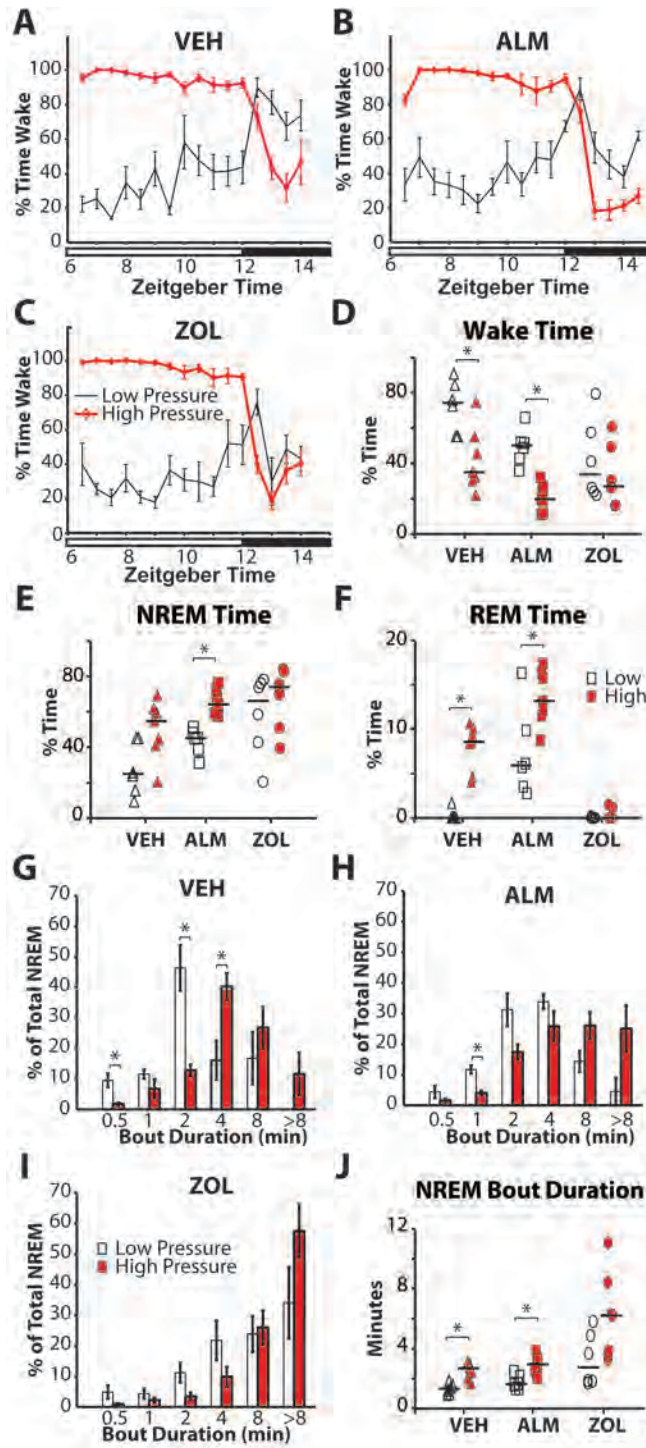 A
VEH
% Time Wake
100
80
60
40
20
0
6 8 10 12 14
Zeitgeber Time
B
ALM
% Time Wake
100
80
60
40
20
0
6 8 10 12 14
Zeitgeber Time
C
ZOL
% Time Wake
100
80
60
40
20
0
Low Pressure
High Pressure
6 8 10 12 14
Zeitgeber Time
D
Wake Time
% Time
80
40
0
* *
VEH ALM ZOL
E
NREM Time
% Time
80
40
0
*
VEH ALM ZOL
F
REM Time
% Time
20
10
0
* *
Low
High
VEH ALM ZOL
G
VEH
% of Total NREM
70
60
50
40
30
20
10
0
* * *
0.5 1 2 4 8 >8
Bout Duration (min)
H
ALM
% of Total NREM
70
60
50
40
30
20
10
0
*
0.5 1 2 4 8 >8
Bout Duration (min)
I
ZOL
% of Total NREM
70
60
50
40
30
20
10
0
Low Pressure
High Pressure
0.5 1 2 4 8 >8
Bout Duration (min)
J
NREM Bout Duration
Minutes
12
8
4
0
* *
VEH ALM ZOL